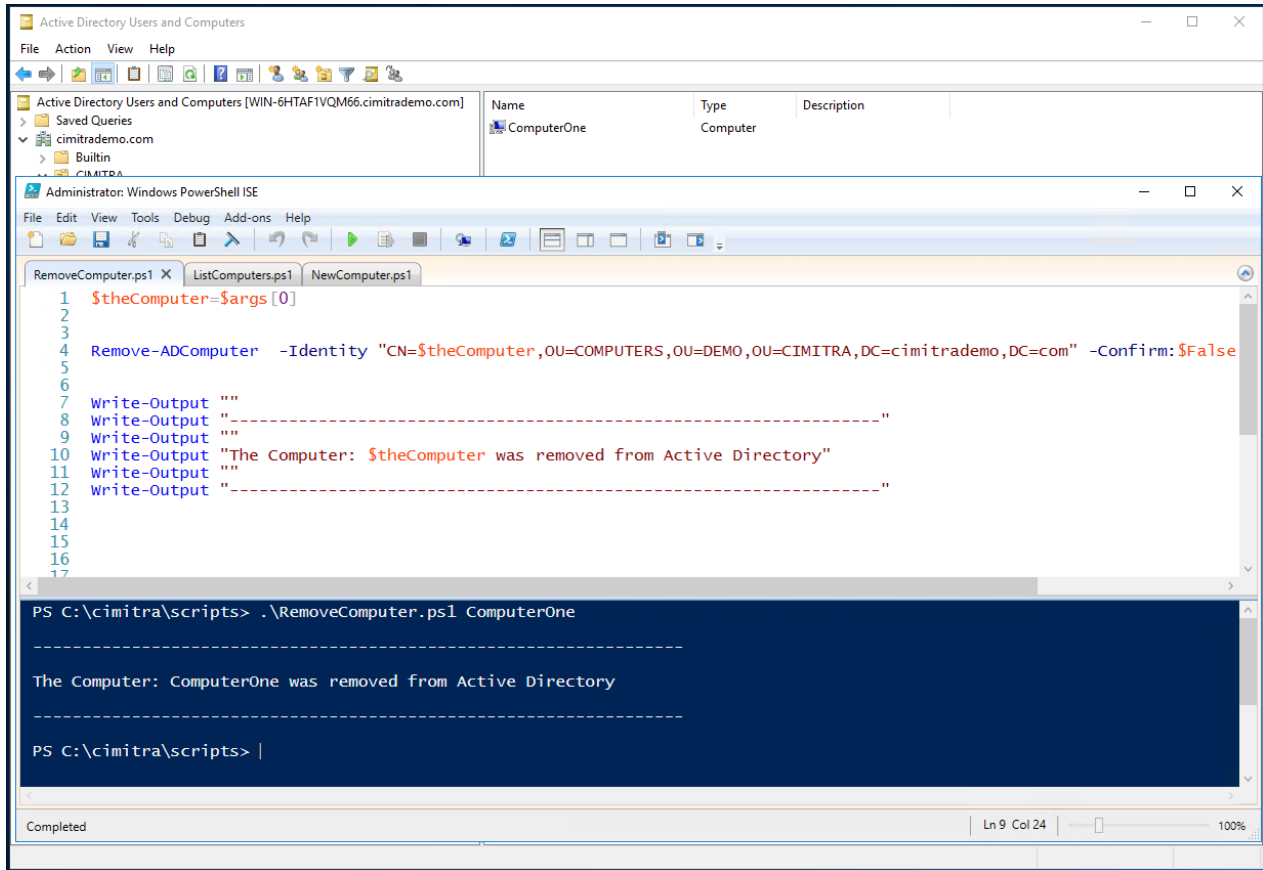 Active Directory Users and Computers
File Action View Help
Active Directory Users and Computers [WIN-6HTAF1VQM66.cimitrademo.com]
Saved Queries
cimitrademo.com
Builtin
CIMITRA
Name Type Description
ComputerOne Computer
Administrator: Windows PowerShell ISE
File Edit View Tools Debug Add-ons Help
RemoveComputer.ps1 X ListComputers.ps1 NewComputer.ps1
1 $theComputer=$args[0]
2
3
4 Remove-ADComputer  -Identity "CN=$theComputer,OU=COMPUTERS,OU=DEMO,OU=CIMITRA,DC=cimitrademo,DC=com" -Confirm:$False
5
6
7 Write-Output ""
8 Write-Output "------------------------------------------------------------------"
9 Write-Output ""
10 Write-Output "The Computer: $theComputer was removed from Active Directory"
11 Write-Output ""
12 Write-Output "------------------------------------------------------------------"
13
14
15
16
17
PS C:\cimitra\scripts> .\RemoveComputer.ps1 ComputerOne
------------------------------------------------------------------
The Computer: ComputerOne was removed from Active Directory
------------------------------------------------------------------
PS C:\cimitra\scripts>
Completed Ln 9 Col 24 100%